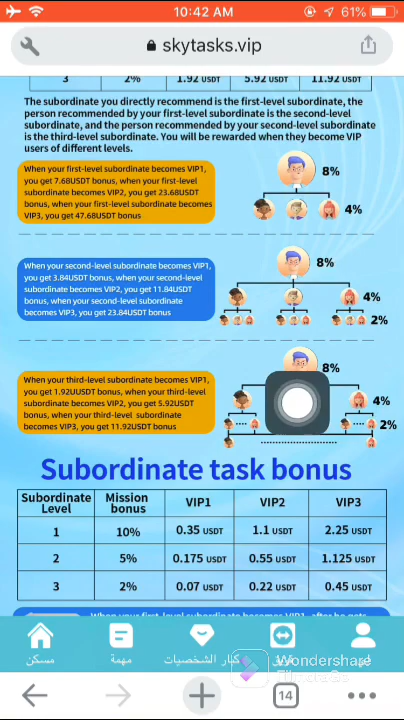 10:42 AM
61%
skytasks.vip
3 2% 1.92 USDT 5.92 USDT 11.92 USDT
The subordinate you directly recommend is the first-level subordinate, the
person recommended by your first-level subordinate is the second-level
subordinate, and the person recommended by your second-level subordinate
is the third-level subordinate. You will be rewarded when they become VIP
users of different levels.
When your first-level subordinate becomes VIP1,
you get 7.68USDT bonus, when your first-level
subordinate becomes VIP2, you get 23.68USDT
bonus, when your first-level subordinate becomes
VIP3, you get 47.68USDT bonus
8%
4%
When your second-level subordinate becomes VIP1,
you get 3.84USDT bonus, when your second-level
subordinate becomes VIP2, you get 11.84USDT
bonus, when your second-level subordinate
becomes VIP3, you get 23.84USDT bonus
8%
4%
2%
When your third-level subordinate becomes VIP1,
you get 1.92UUSDT bonus, when your third-level
subordinate becomes VIP2, you get 5.92USDT
bonus, when your third-level subordinate
becomes VIP3, you get 11.92USDT bonus
8%
4%
2%
Subordinate task bonus
Subordinate Level Mission bonus VIP1 VIP2 VIP3
1 10% 0.35 USDT 1.1 USDT 2.25 USDT
2 5% 0.175 USDT 0.55 USDT 1.125 USDT
3 2% 0.07 USDT 0.22 USDT 0.45 USDT
When your first-level subordinate becomes VIP1, after he gets
مسكن
مهمة
كبار الشخصيات
Wondershare
14